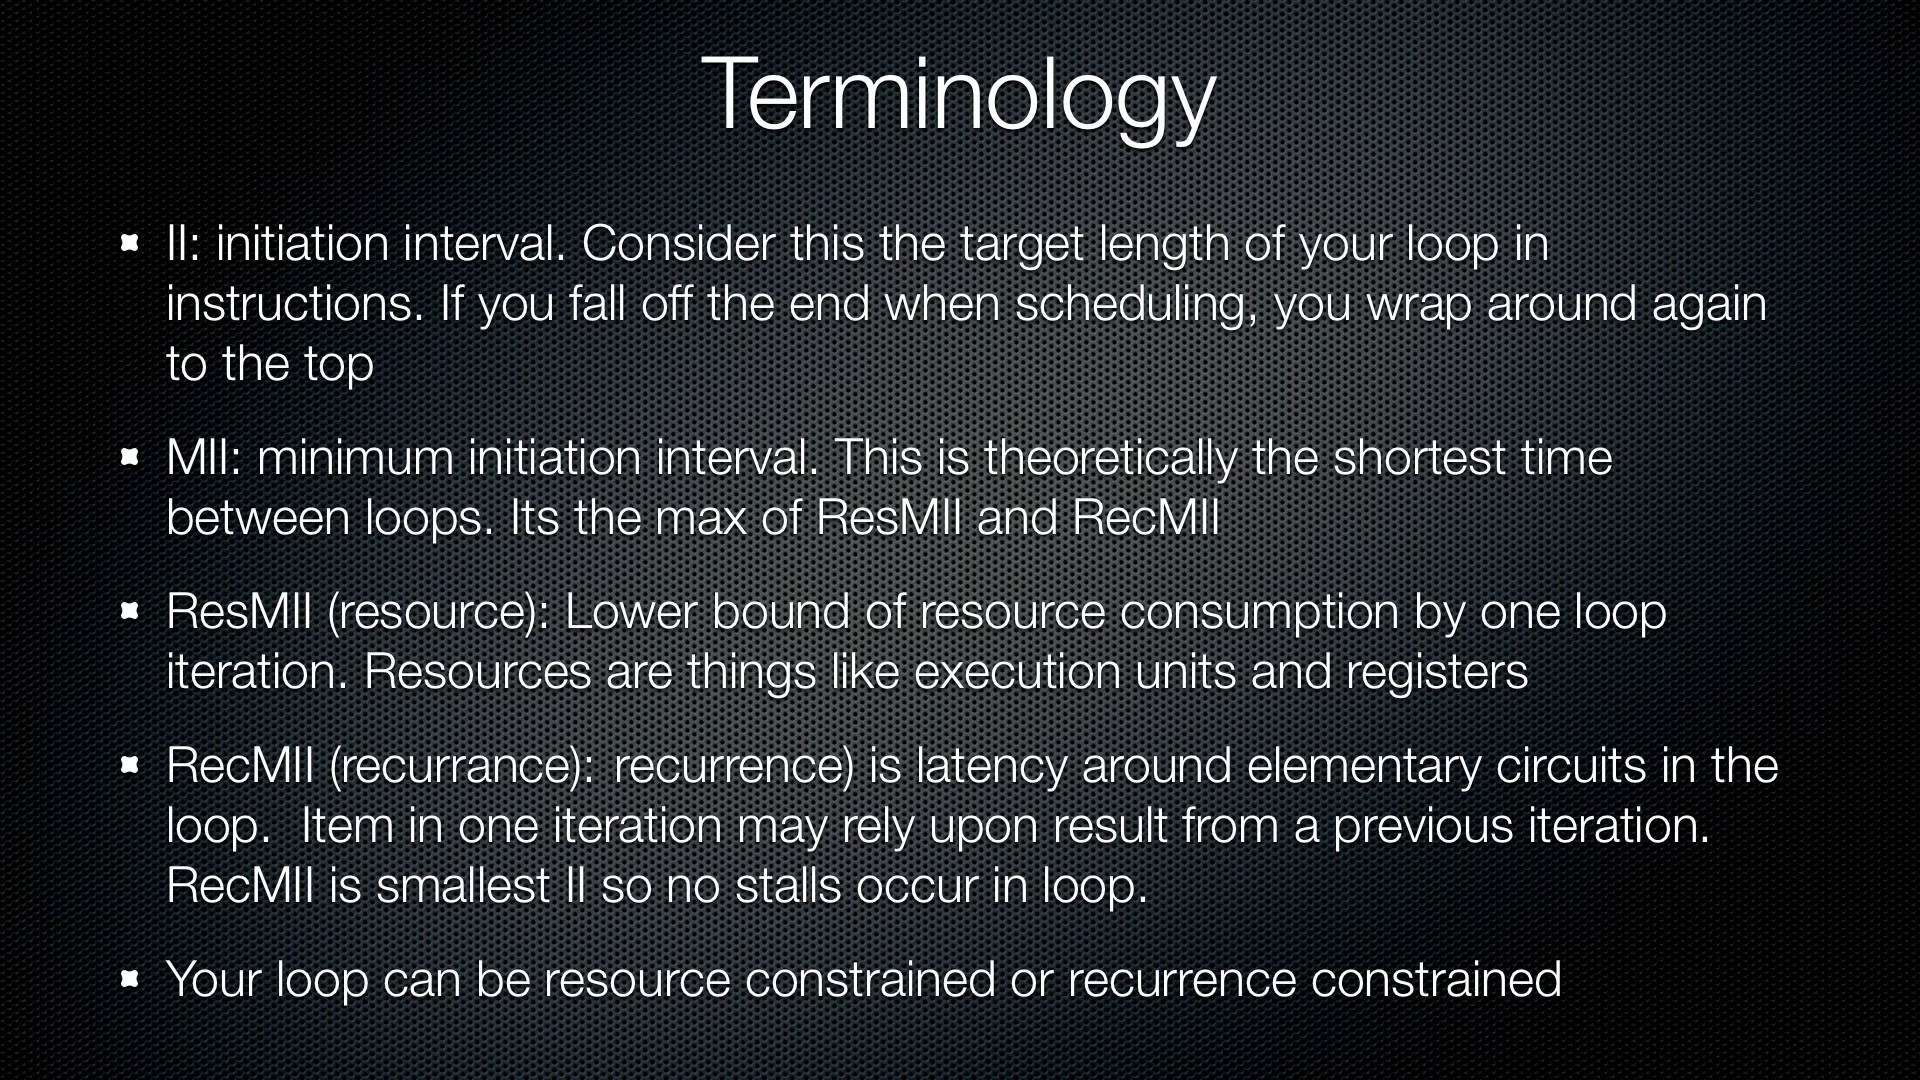 Terminology
II: initiation interval. Consider this the target length of your loop in
instructions. If you fall off the end when scheduling, you wrap around again
to the top
MII: minimum initiation interval. This is theoretically the shortest time
between loops. Its the max of ResMII and RecMII
ResMII (resource): Lower bound of resource consumption by one loop
iteration. Resources are things like execution units and registers
RecMII (recurrance): recurrence) is latency around elementary circuits in the
loop.  Item in one iteration may rely upon result from a previous iteration.
RecMII is smallest II so no stalls occur in loop.
Your loop can be resource constrained or recurrence constrained